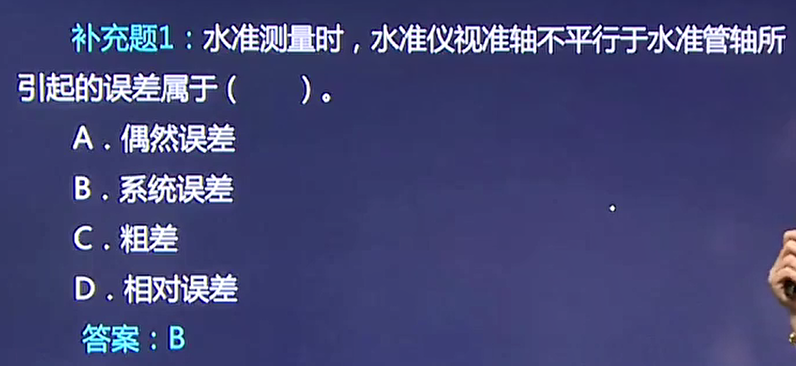 补充题1：水准测量时，水准仪视准轴不平行于水准管轴所
引起的误差属于（　　）。
A．偶然误差
B．系统误差
C．粗差
D．相对误差
答案：B